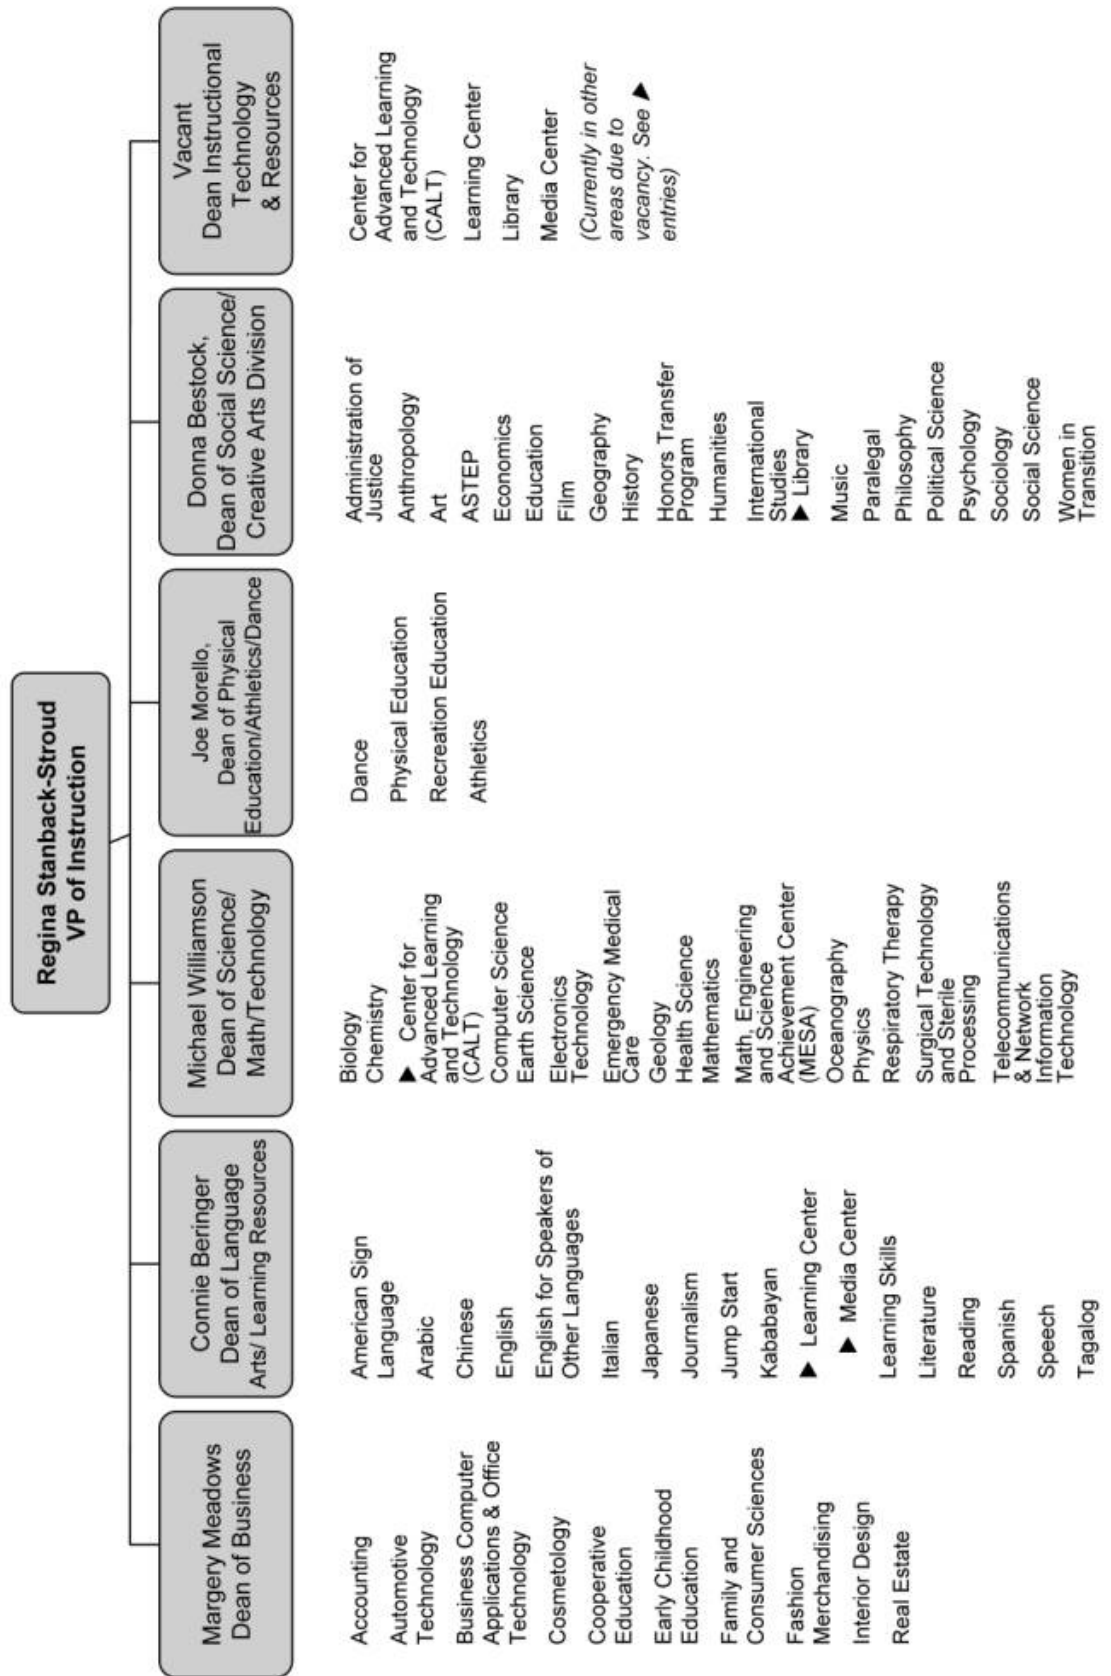 Regina Stanback-Stroud
VP of Instruction
Margery Meadows
Dean of Business
Accounting
Automotive
Technology
Business Computer
Applications & Office
Technology
Cosmetology
Cooperative
Education
Early Childhood
Education
Family and
Consumer Sciences
Fashion
Merchandising
Interior Design
Real Estate
Connie Beringer
Dean of Language
Arts/ Learning Resources
American Sign
Language
Arabic
Chinese
English
English for Speakers of
Other Languages
Italian
Japanese
Journalism
Jump Start
Kababayan
▶ Learning Center
▶ Media Center
Learning Skills
Literature
Reading
Spanish
Speech
Tagalog
Michael Williamson
Dean of Science/
Math/Technology
Biology
Chemistry
▶ Center for
Advanced Learning
and Technology
(CALT)
Computer Science
Earth Science
Electronics
Technology
Emergency Medical
Care
Geology
Health Science
Mathematics
Math, Engineering
and Science
Achievement Center
(MESA)
Oceanography
Physics
Respiratory Therapy
Surgical Technology
and Sterile
Processing
Telecommunications
& Network
Information
Technology
Joe Morello,
Dean of Physical
Education/Athletics/Dance
Dance
Physical Education
Recreation Education
Athletics
Donna Bestock,
Dean of Social Science/
Creative Arts Division
Administration of
Justice
Anthropology
Art
ASTEP
Economics
Education
Film
Geography
History
Honors Transfer
Program
Humanities
International
Studies
▶ Library
Music
Paralegal
Philosophy
Political Science
Psychology
Sociology
Social Science
Women in
Transition
Vacant
Dean Instructional
Technology
& Resources
Center for
Advanced Learning
and Technology
(CALT)
Learning Center
Library
Media Center
(Currently in other
areas due to
vacancy. See ▶
entries)